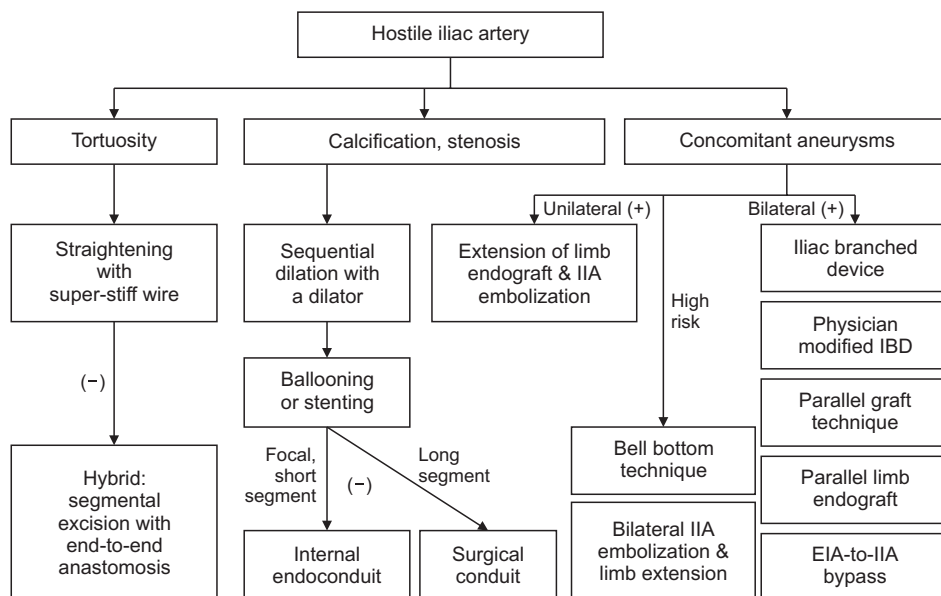 Hostile iliac artery
Tortuosity
Calcification, stenosis
Concomitant aneurysms
Unilateral (+)
Bilateral (+)
Straightening
with
super-stiff wire
Sequential
dilation with
a dilator
Extension of limb
endograft & IIA
embolization
High
risk
Iliac branched
device
Physician
modified IBD
(−)
Ballooning
or stenting
Parallel graft
technique
Focal,
short
segment
(−)
Long
segment
Bell bottom
technique
Parallel limb
endograft
Hybrid:
segmental
excision with
end-to-end
anastomosis
Internal
endoconduit
Surgical
conduit
Bilateral IIA
embolization &
limb extension
EIA-to-IIA
bypass